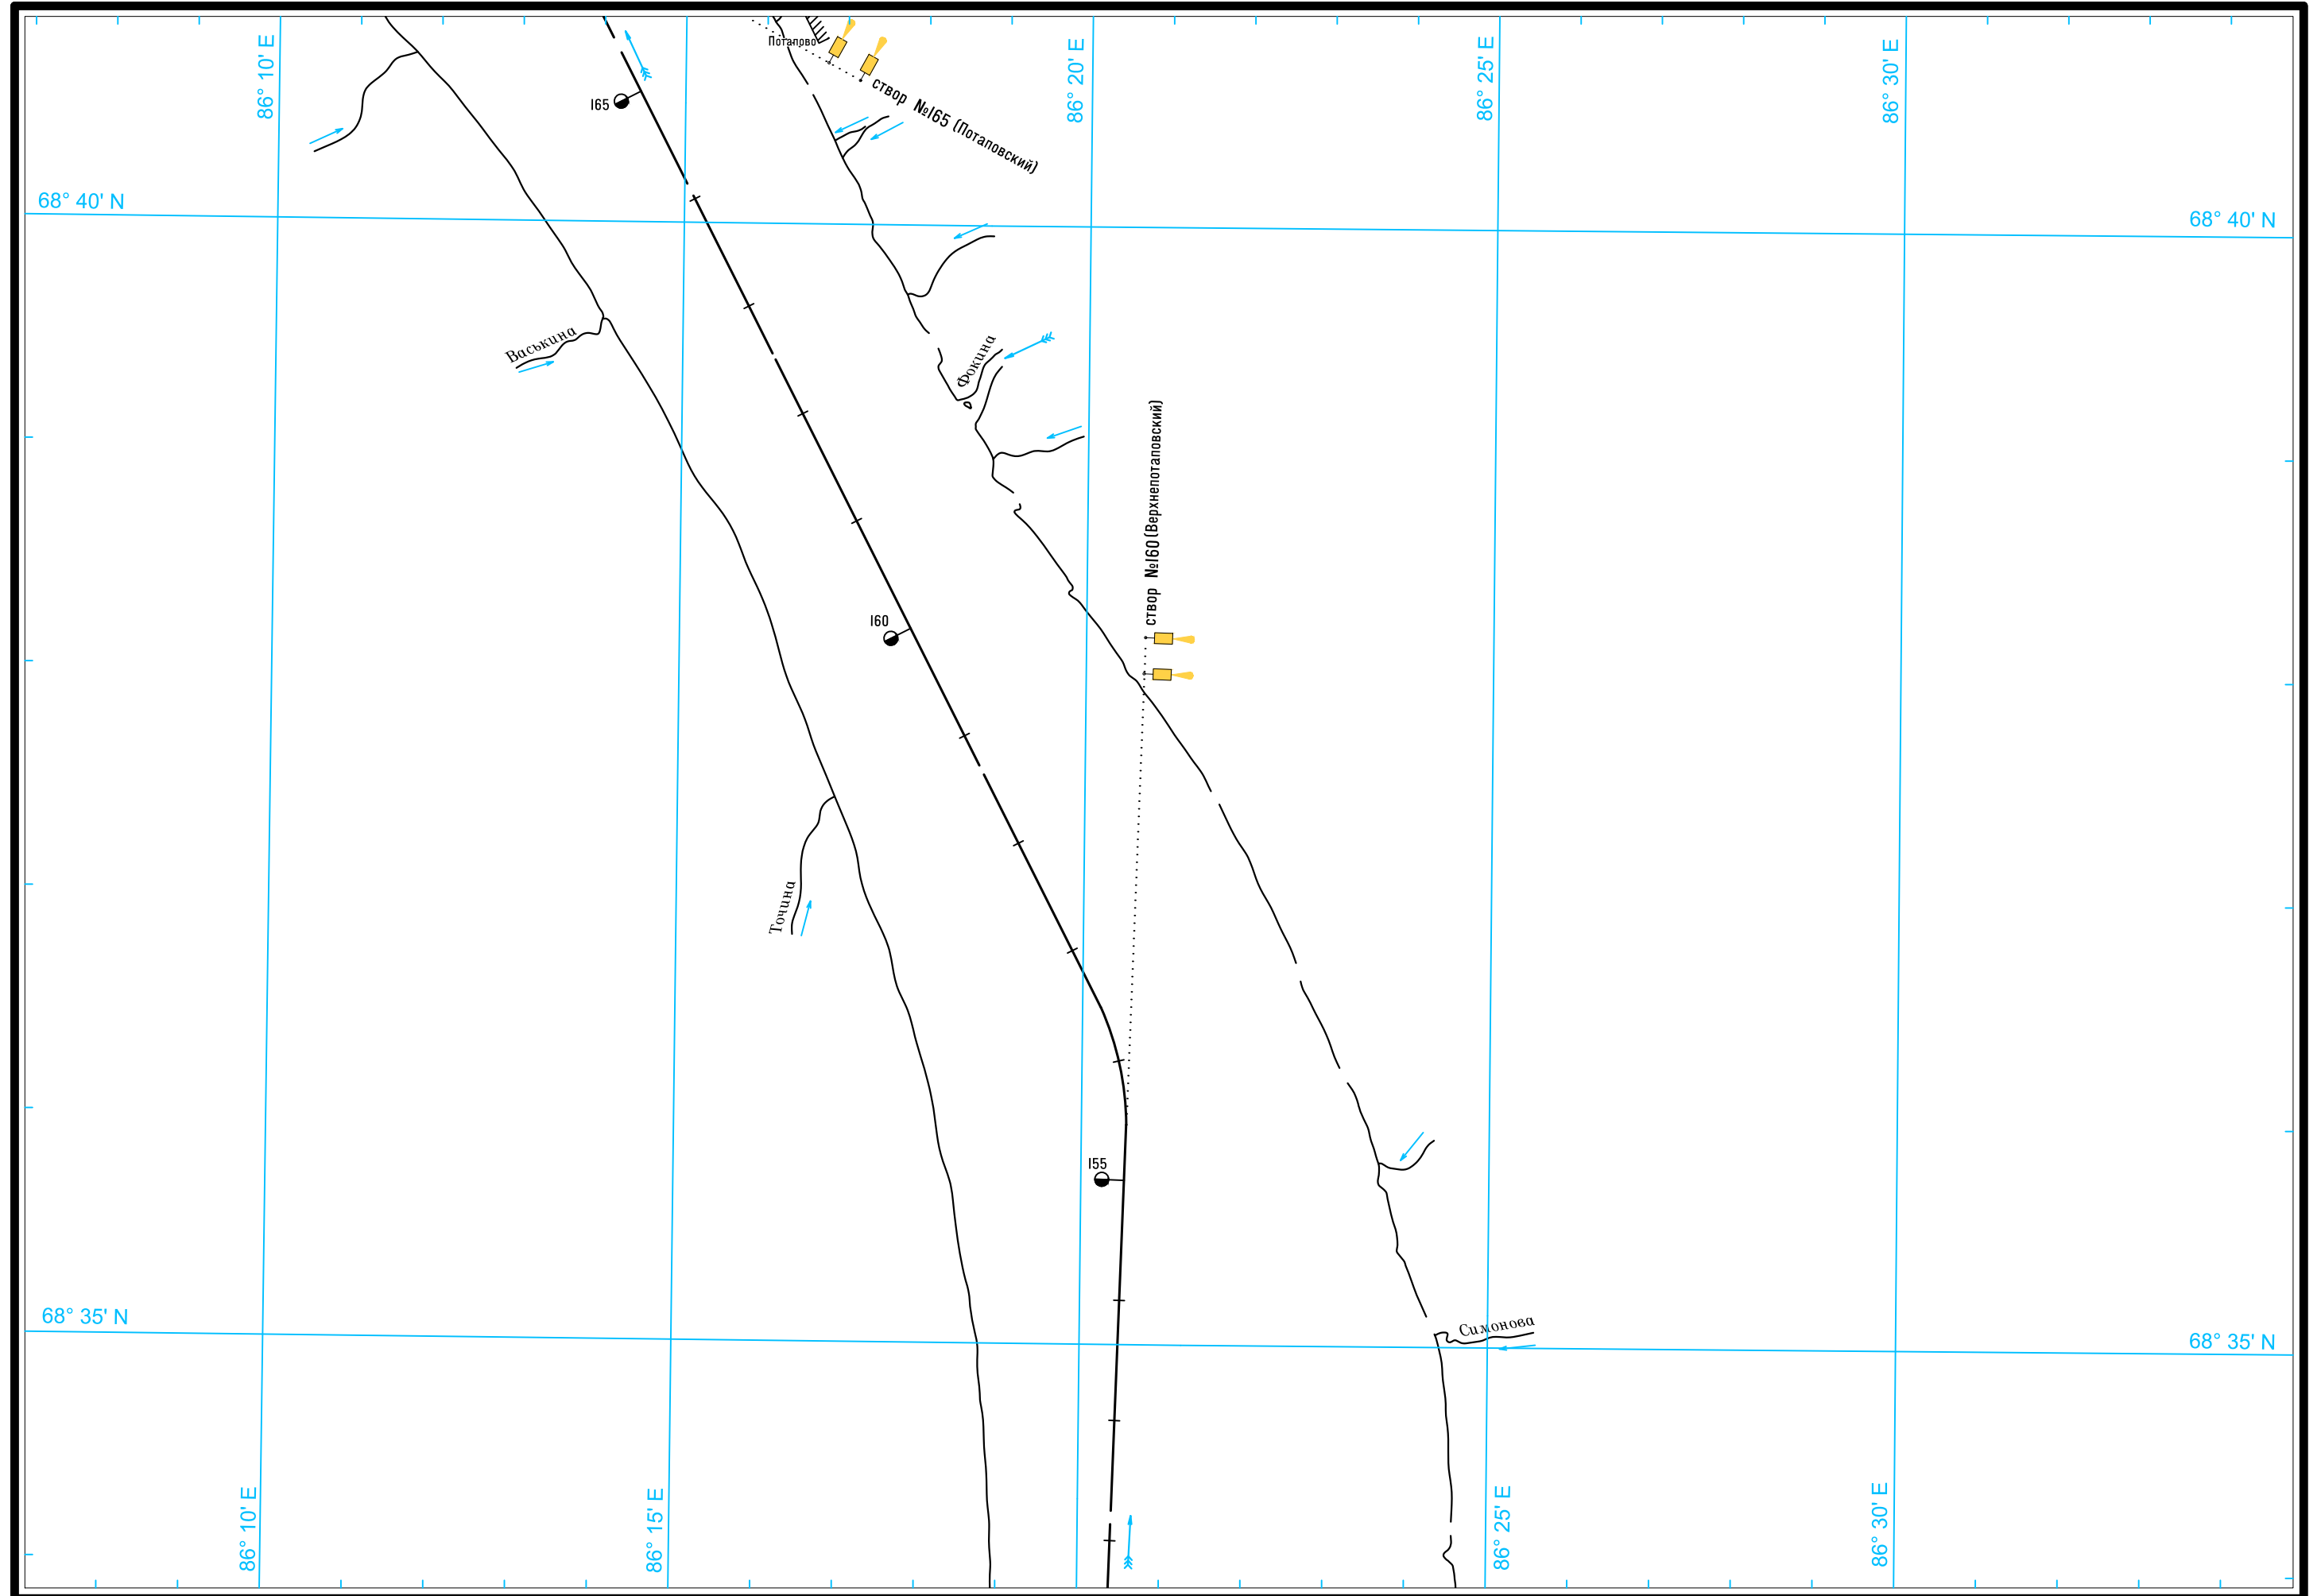 86° 10' E
86° 20' E
86° 25' E
86° 30' E
Потапово
165
створ №165 (Потаповский)
68° 40' N
68° 40' N
Васькина
Фокина
створ №160 (Верхнепотаповский)
160
Точина
155
68° 35' N
Симонова
68° 35' N
86° 10' E
86° 15' E
86° 25' E
86° 30' E